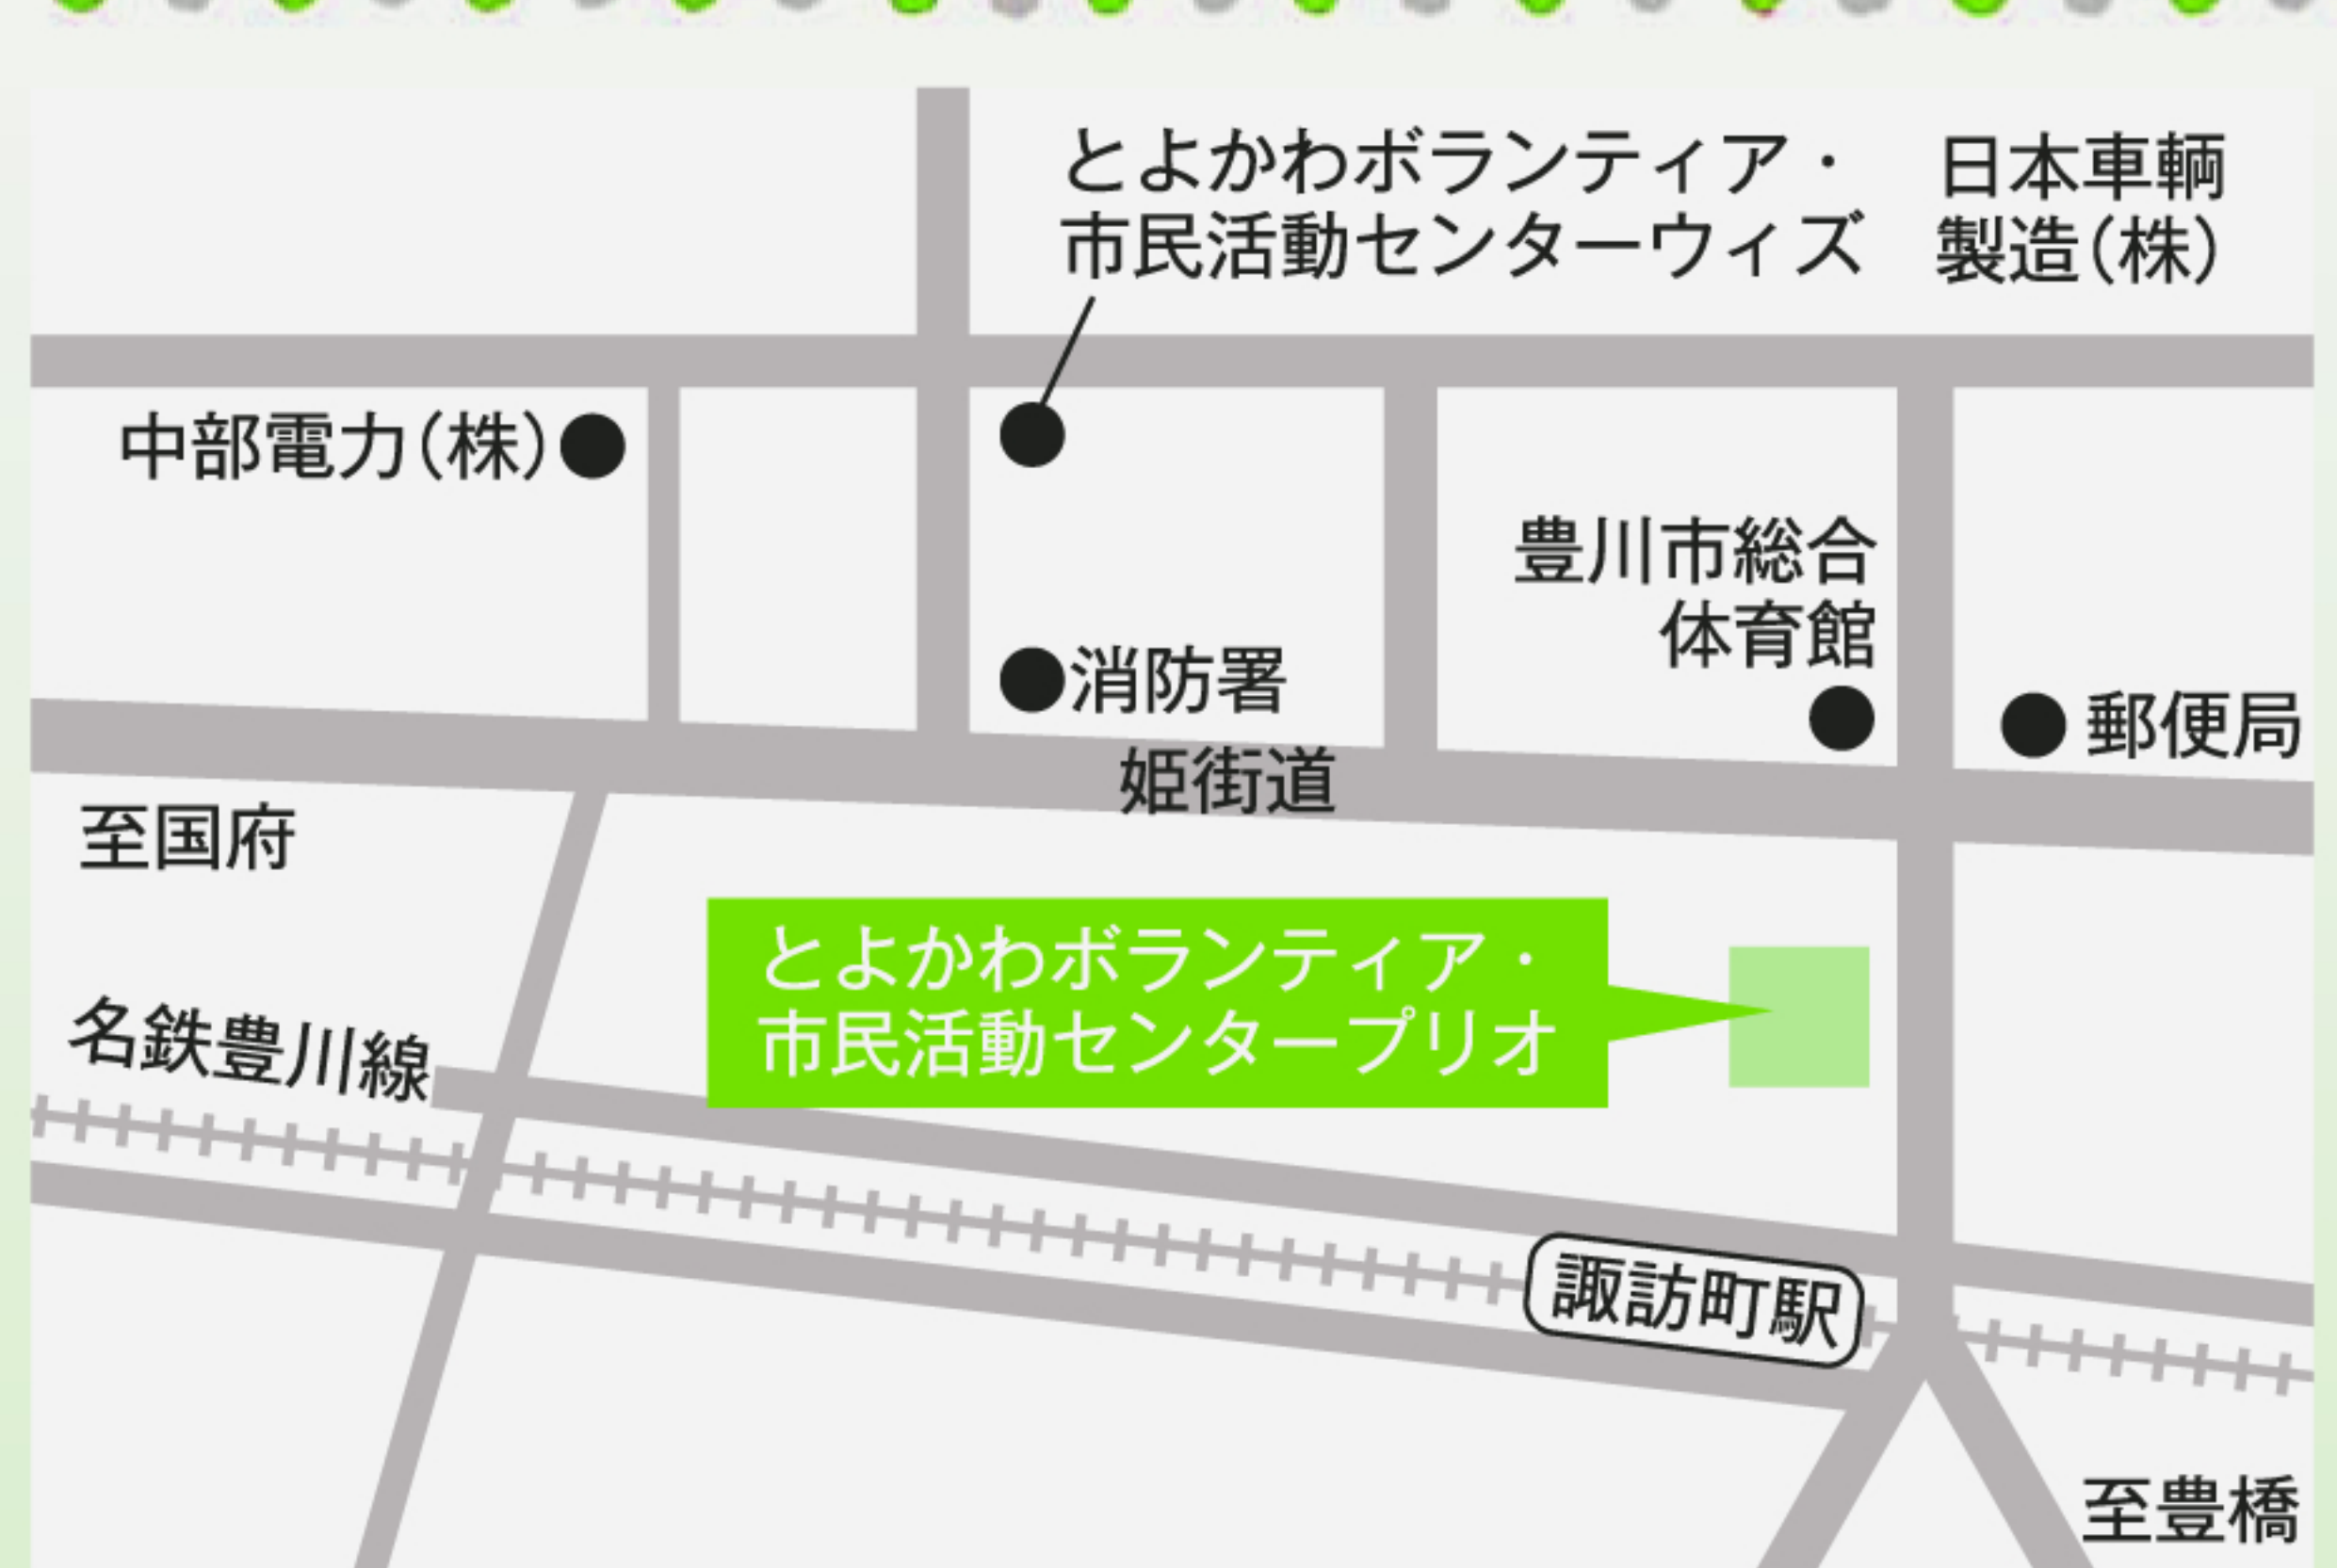 とよかわボランティア・
市民活動センターウィズ
日本車輌
製造(株)
中部電力(株)
豊川市総合
体育館
消防署
郵便局
姫街道
至国府
とよかわボランティア・
市民活動センタープリオ
名鉄豊川線
諏訪町駅
至豊橋